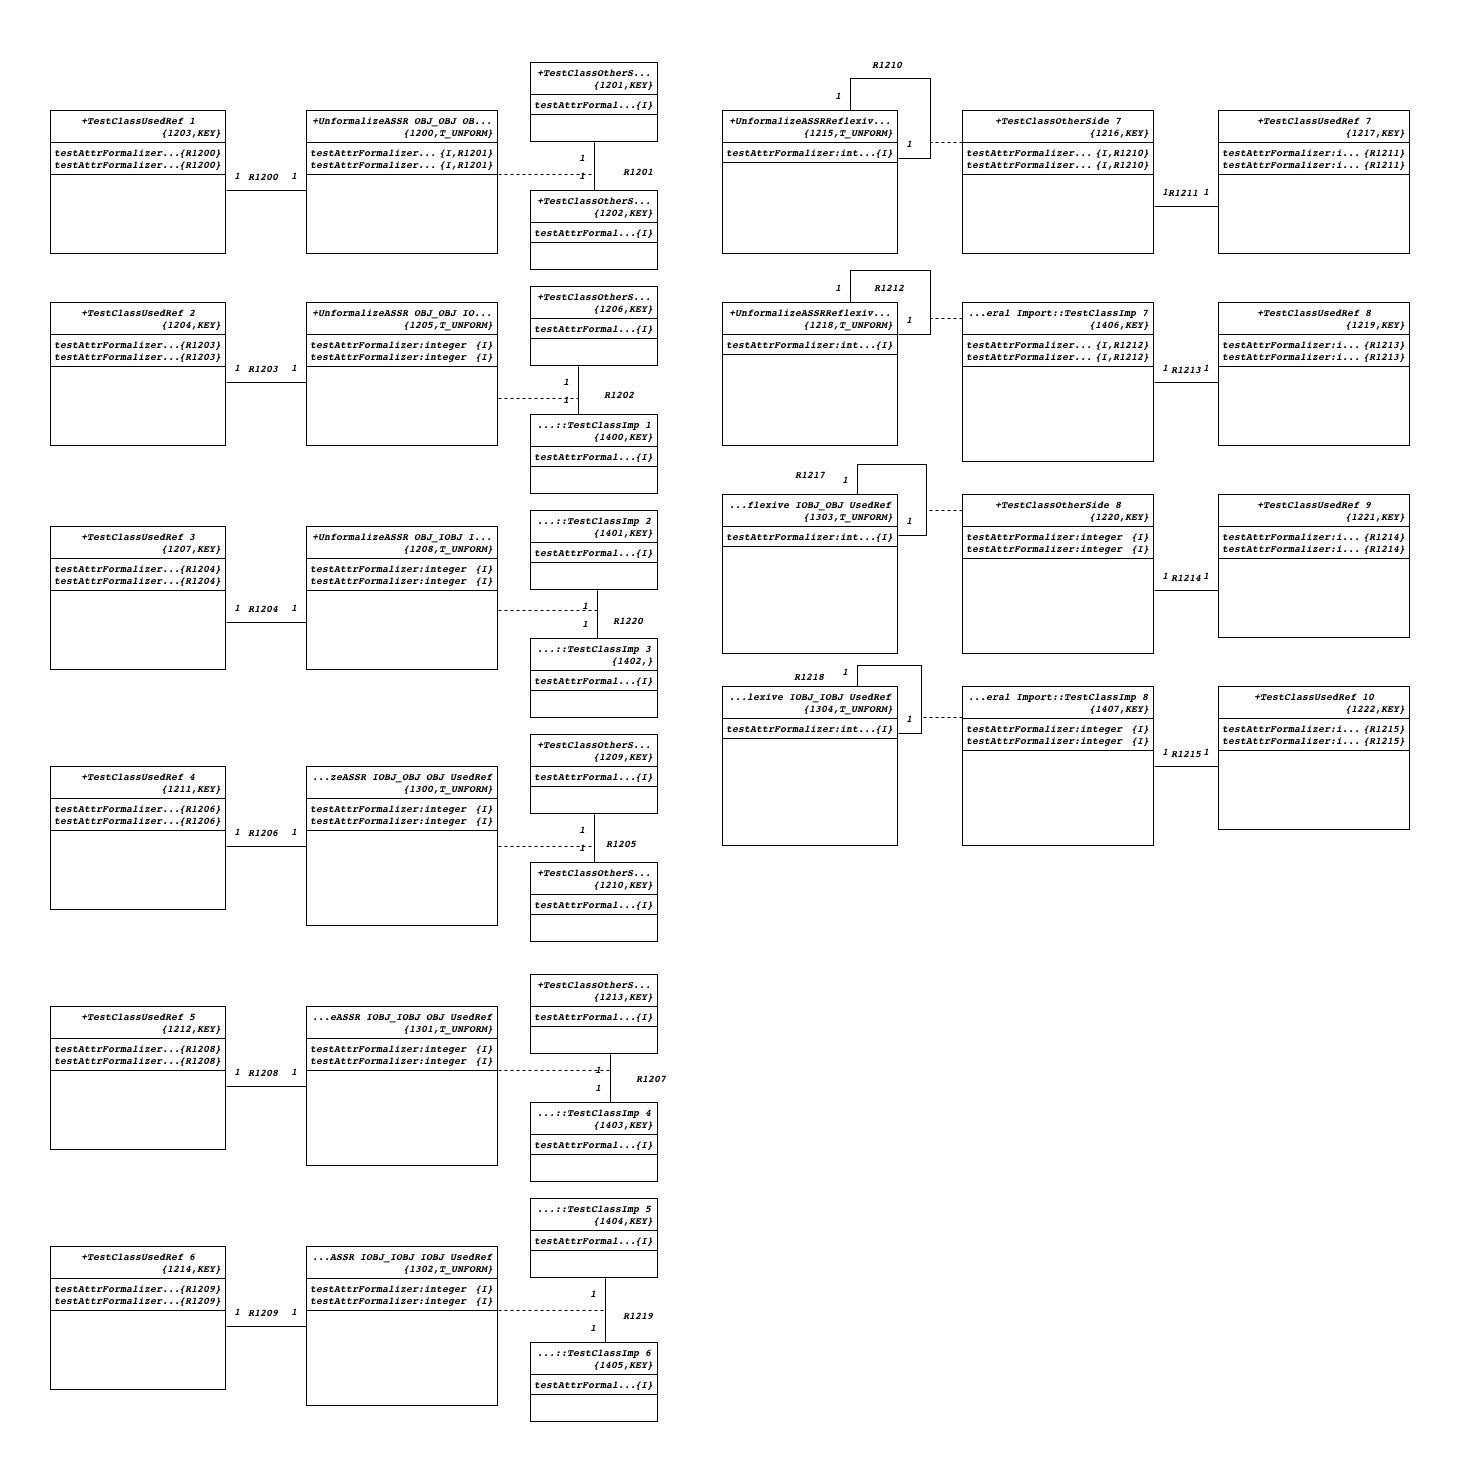 +TestClassOtherS...
{1201,KEY}
testAttrFormal...{I}
+TestClassUsedRef 1
{1203,KEY}
testAttrFormalizer...{R1200}
testAttrFormalizer...{R1200}
1 R1200 1
+UnformalizeASSR OBJ_OBJ OB...
{1200,T_UNFORM}
testAttrFormalizer... {I,R1201}
testAttrFormalizer... {I,R1201}
1
1
R1201
+TestClassOtherS...
{1202,KEY}
testAttrFormal...{I}
+TestClassOtherS...
{1206,KEY}
testAttrFormal...{I}
+TestClassUsedRef 2
{1204,KEY}
testAttrFormalizer...{R1203}
testAttrFormalizer...{R1203}
1 R1203 1
+UnformalizeASSR OBJ_OBJ IO...
{1205,T_UNFORM}
testAttrFormalizer:integer {I}
testAttrFormalizer:integer {I}
1
1
R1202
...::TestClassImp 1
{1400,KEY}
testAttrFormal...{I}
...::TestClassImp 2
{1401,KEY}
testAttrFormal...{I}
+TestClassUsedRef 3
{1207,KEY}
testAttrFormalizer...{R1204}
testAttrFormalizer...{R1204}
1 R1204 1
+UnformalizeASSR OBJ_IOBJ I...
{1208,T_UNFORM}
testAttrFormalizer:integer {I}
testAttrFormalizer:integer {I}
1
1
R1220
...::TestClassImp 3
{1402,}
testAttrFormal...{I}
+TestClassOtherS...
{1209,KEY}
testAttrFormal...{I}
+TestClassUsedRef 4
{1211,KEY}
testAttrFormalizer...{R1206}
testAttrFormalizer...{R1206}
1 R1206 1
...zeASSR IOBJ_OBJ OBJ UsedRef
{1300,T_UNFORM}
testAttrFormalizer:integer {I}
testAttrFormalizer:integer {I}
1
1
R1205
+TestClassOtherS...
{1210,KEY}
testAttrFormal...{I}
+TestClassOtherS...
{1213,KEY}
testAttrFormal...{I}
+TestClassUsedRef 5
{1212,KEY}
testAttrFormalizer...{R1208}
testAttrFormalizer...{R1208}
1 R1208 1
...eASSR IOBJ_IOBJ OBJ UsedRef
{1301,T_UNFORM}
testAttrFormalizer:integer {I}
testAttrFormalizer:integer {I}
1
1
R1207
...::TestClassImp 4
{1403,KEY}
testAttrFormal...{I}
...::TestClassImp 5
{1404,KEY}
testAttrFormal...{I}
+TestClassUsedRef 6
{1214,KEY}
testAttrFormalizer...{R1209}
testAttrFormalizer...{R1209}
1 R1209 1
...ASSR IOBJ_IOBJ IOBJ UsedRef
{1302,T_UNFORM}
testAttrFormalizer:integer {I}
testAttrFormalizer:integer {I}
1
1
R1219
...::TestClassImp 6
{1405,KEY}
testAttrFormal...{I}
R1210
1
1
+UnformalizeASSRReflexiv...
{1215,T_UNFORM}
testAttrFormalizer:int...{I}
+TestClassOtherSide 7
{1216,KEY}
testAttrFormalizer... {I,R1210}
testAttrFormalizer... {I,R1210}
1R1211 1
+TestClassUsedRef 7
{1217,KEY}
testAttrFormalizer:i... {R1211}
testAttrFormalizer:i... {R1211}
1
R1212
1
+UnformalizeASSRReflexiv...
{1218,T_UNFORM}
testAttrFormalizer:int...{I}
...eral Import::TestClassImp 7
{1406,KEY}
testAttrFormalizer... {I,R1212}
testAttrFormalizer... {I,R1212}
1 R1213 1
+TestClassUsedRef 8
{1219,KEY}
testAttrFormalizer:i... {R1213}
testAttrFormalizer:i... {R1213}
R1217
1
1
...flexive IOBJ_OBJ UsedRef
{1303,T_UNFORM}
testAttrFormalizer:int...{I}
+TestClassOtherSide 8
{1220,KEY}
testAttrFormalizer:integer {I}
testAttrFormalizer:integer {I}
1 R1214 1
+TestClassUsedRef 9
{1221,KEY}
testAttrFormalizer:i... {R1214}
testAttrFormalizer:i... {R1214}
R1218
1
1
...lexive IOBJ_IOBJ UsedRef
{1304,T_UNFORM}
testAttrFormalizer:int...{I}
...eral Import::TestClassImp 8
{1407,KEY}
testAttrFormalizer:integer {I}
testAttrFormalizer:integer {I}
1 R1215 1
+TestClassUsedRef 10
{1222,KEY}
testAttrFormalizer:i... {R1215}
testAttrFormalizer:i... {R1215}